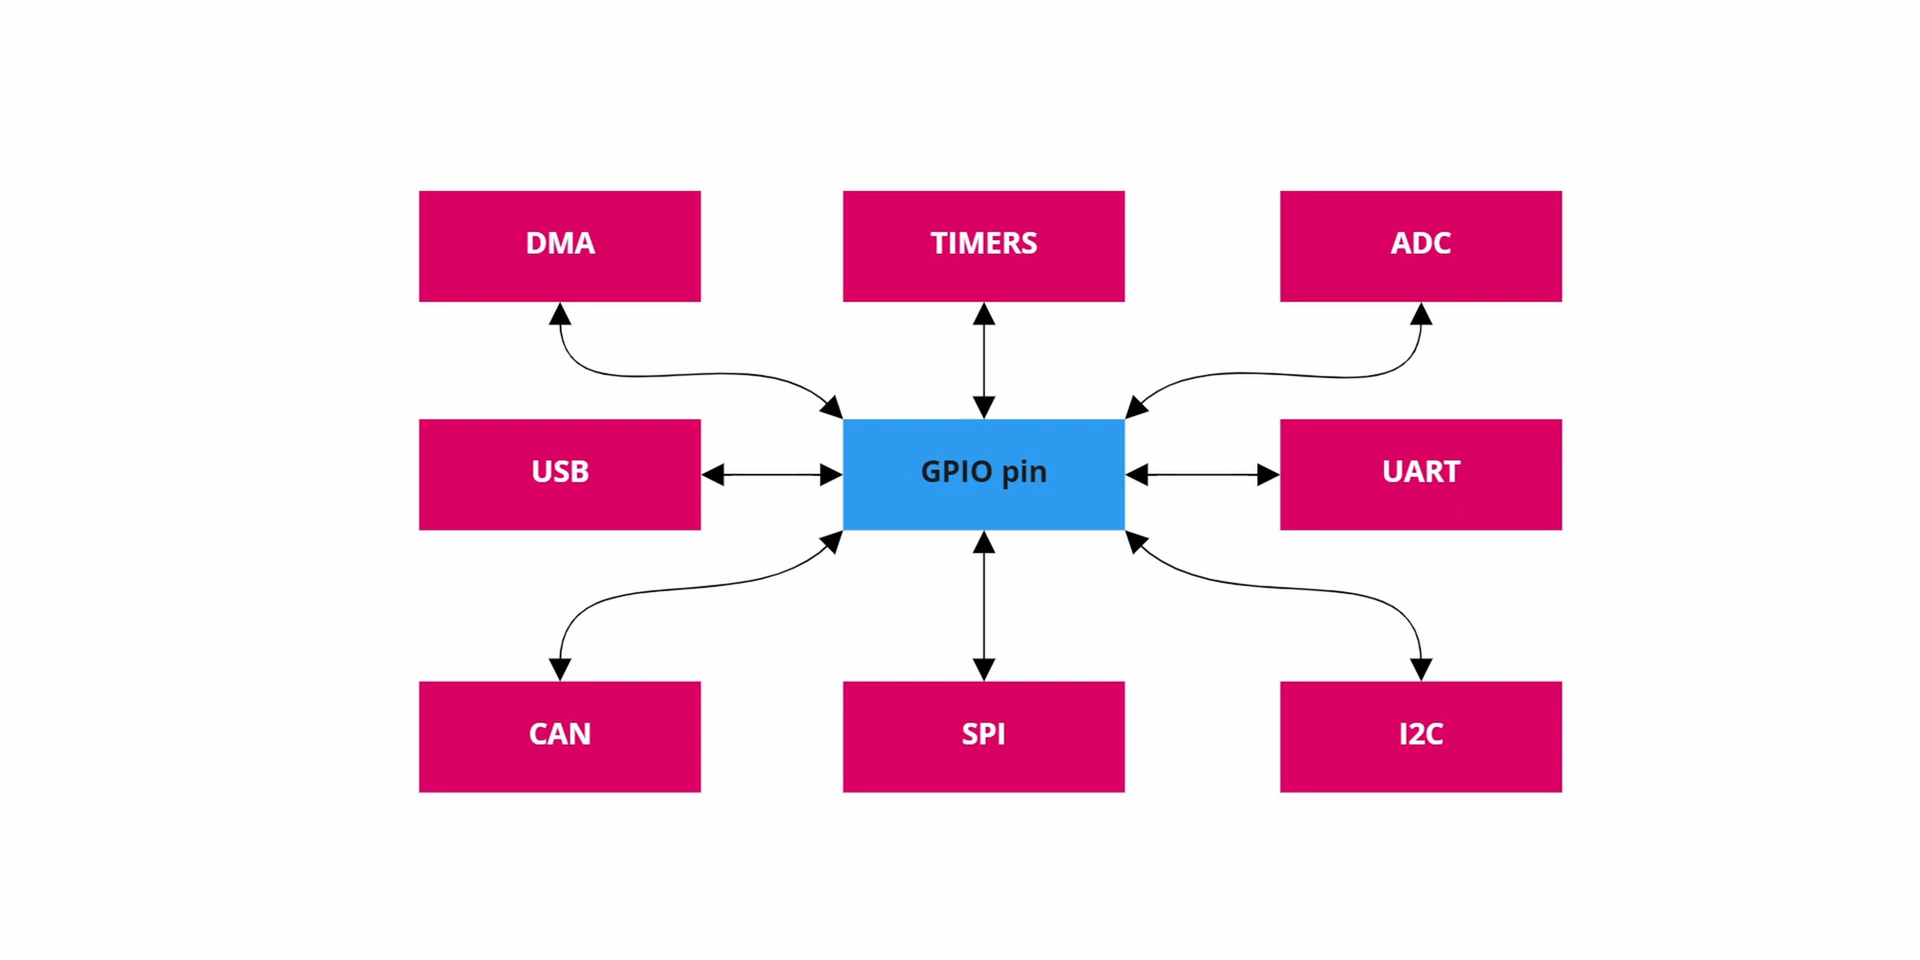 DMA
TIMERS
ADC
USB
GPIO pin
UART
CAN
SPI
I2C